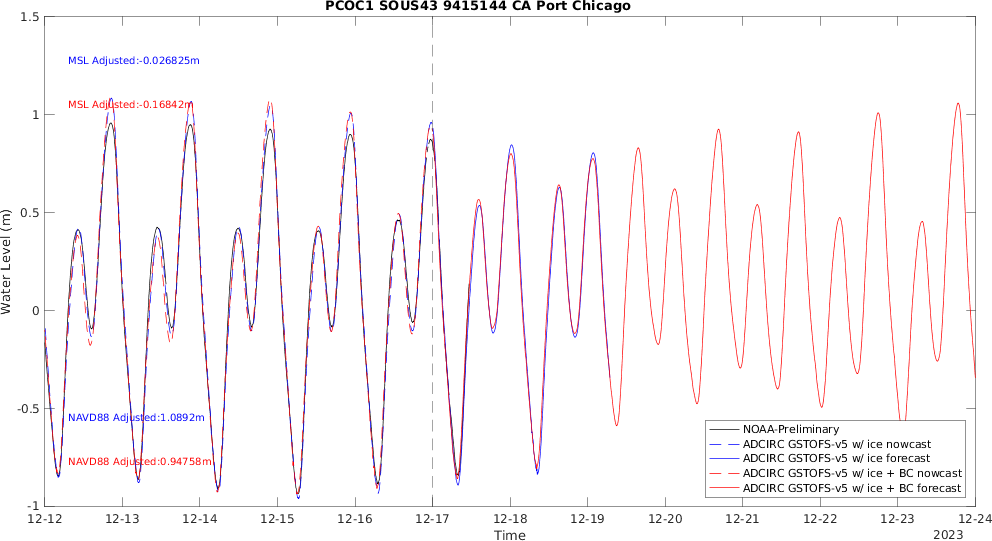 PCOC1 SOUS43 9415144 CA Port Chicago
1.5
MSL Adjusted:-0.026825m
MSL Adjusted:-0.16842m
1
0.5
Water Level (m)
0
-0.5
NAVD88 Adjusted:1.0892m
NAVD88 Adjusted:0.94758m
NOAA-Preliminary
ADCIRC GSTOFS-v5 w/ ice nowcast
ADCIRC GSTOFS-v5 w/ ice forecast
ADCIRC GSTOFS-v5 w/ ice + BC nowcast
ADCIRC GSTOFS-v5 w/ ice + BC forecast
-1
12-12 12-13 12-14 12-15 12-16 12-17 12-18 12-19 12-20 12-21 12-22 12-23 12-24
Time
2023